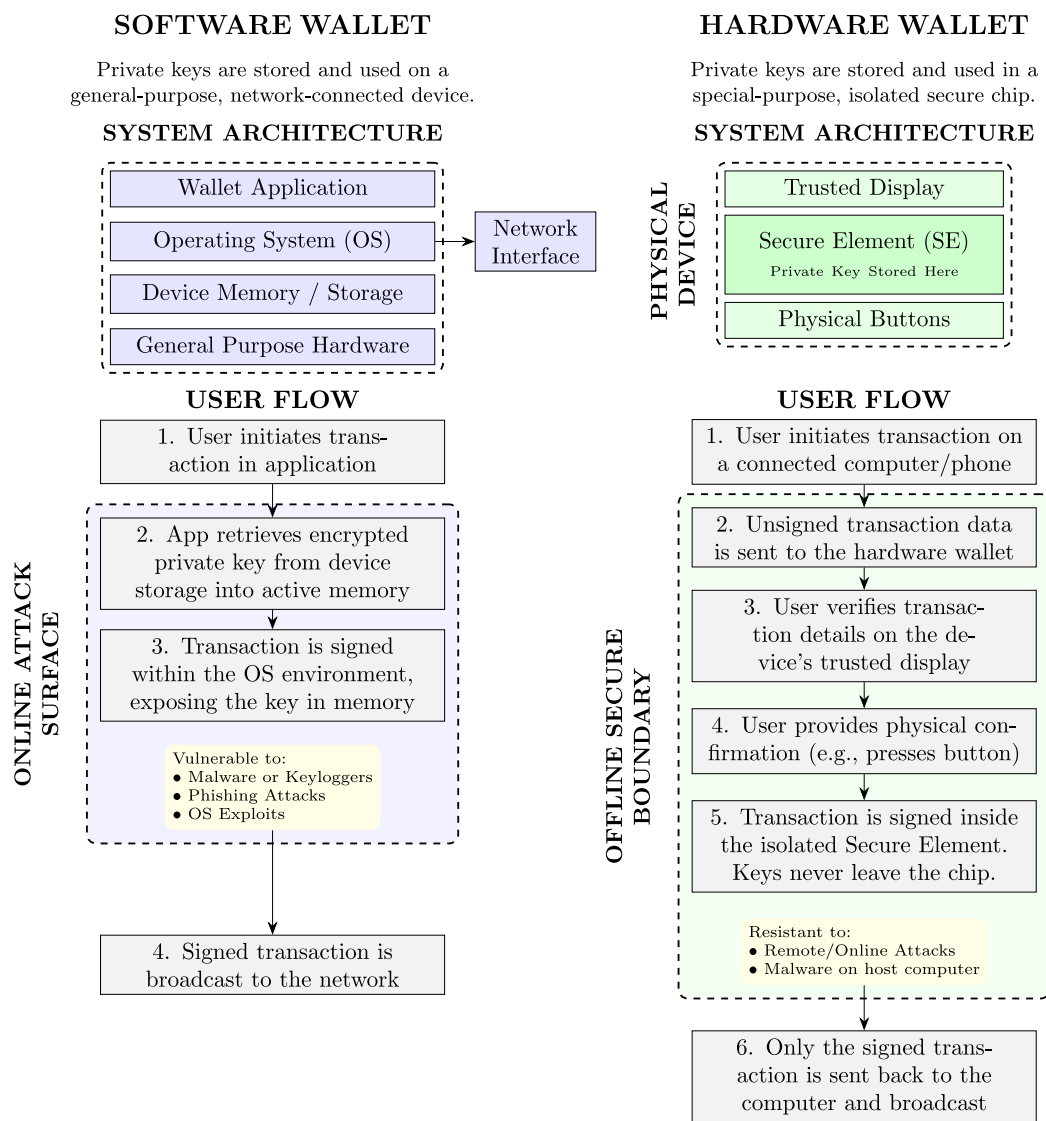 SOFTWARE WALLET
Private keys are stored and used on a
general-purpose, network-connected device.
SYSTEM ARCHITECTURE
Wallet Application
Operating System (OS)
Network
Interface
Device Memory / Storage
General Purpose Hardware
USER FLOW
1. User initiates trans-
action in application
ONLINE ATTACK
SURFACE
2. App retrieves encrypted
private key from device
storage into active memory
3. Transaction is signed
within the OS environment,
exposing the key in memory
Vulnerable to:
• Malware or Keyloggers
• Phishing Attacks
• OS Exploits
4. Signed transaction is
broadcast to the network
HARDWARE WALLET
Private keys are stored and used in a
special-purpose, isolated secure chip.
SYSTEM ARCHITECTURE
PHYSICAL
DEVICE
Trusted Display
Secure Element (SE)
Private Key Stored Here
Physical Buttons
USER FLOW
1. User initiates transaction on
a connected computer/phone
OFFLINE SECURE
BOUNDARY
2. Unsigned transaction data
is sent to the hardware wallet
3. User verifies transac-
tion details on the de-
vice's trusted display
4. User provides physical con-
firmation (e.g., presses button)
5. Transaction is signed inside
the isolated Secure Element.
Keys never leave the chip.
Resistant to:
• Remote/Online Attacks
• Malware on host computer
6. Only the signed trans-
action is sent back to the
computer and broadcast